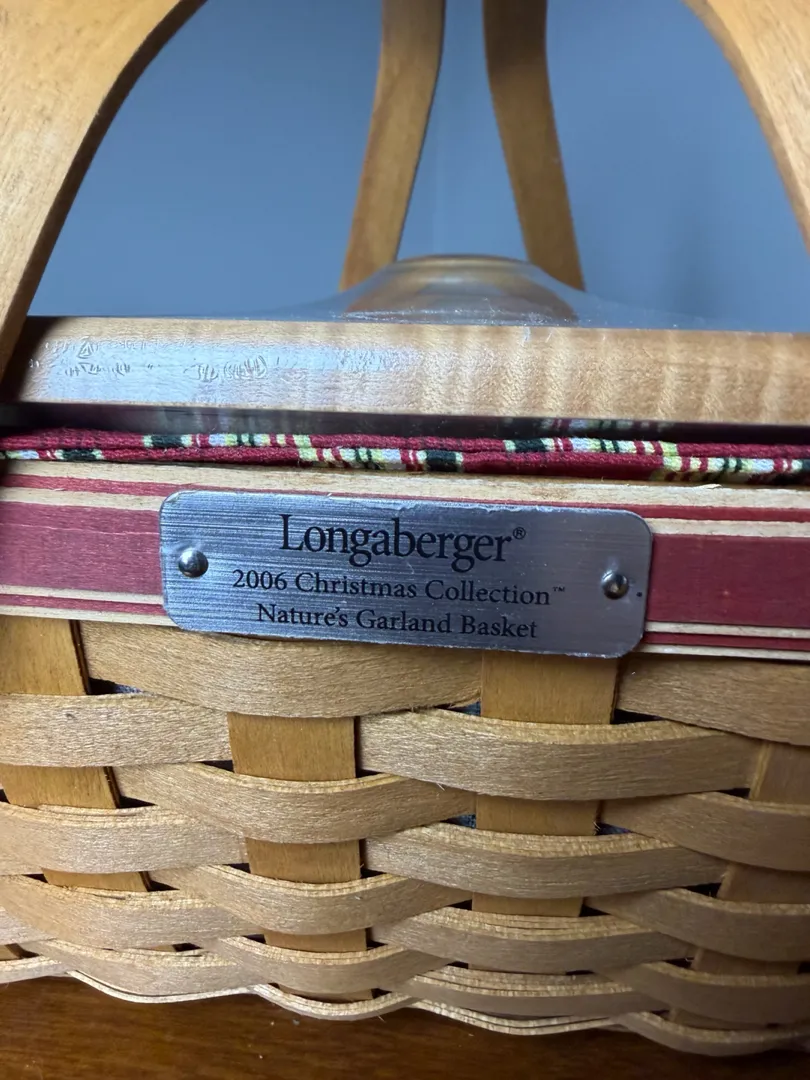 Longaberger®
2006 Christmas Collection™
Nature's Garland Basket